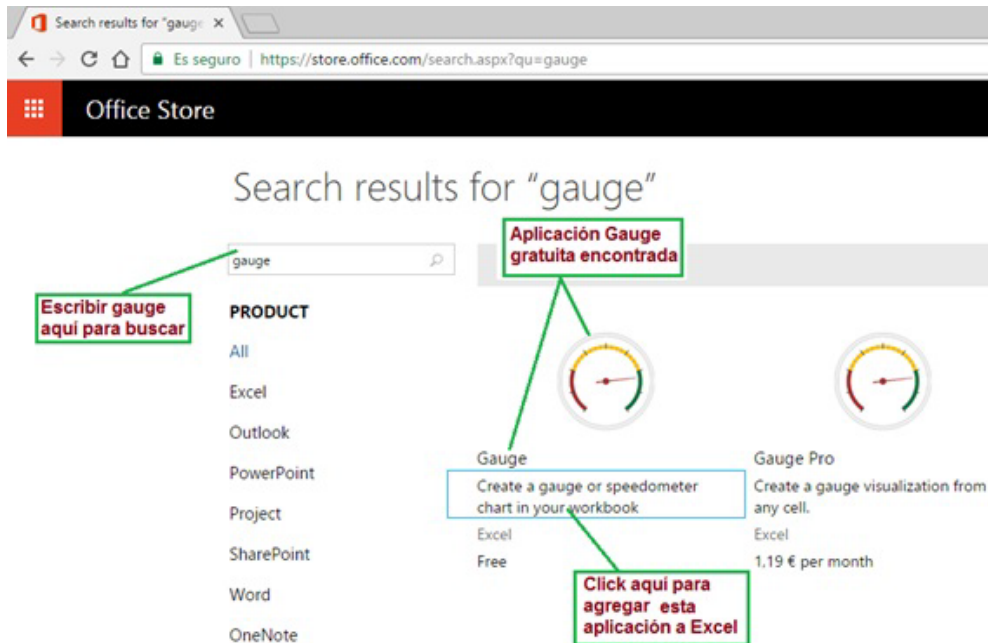 Search results for "gauge
Es seguro
https://store.office.com/search.aspx?qu=gauge
Office Store
Search results for “gauge”
gauge
Aplicación Gauge
gratuita encontrada
Escribir gauge
aquí para buscar
PRODUCT
All
Excel
Outlook
PowerPoint
Project
SharePoint
Word
OneNote
Gauge
Create a gauge or speedometer
chart in your workbook
Excel
Free
Gauge Pro
Create a gauge visualization from
any cell.
Excel
1,19 € per month
Click aquí para
agregar esta
aplicación a Excel